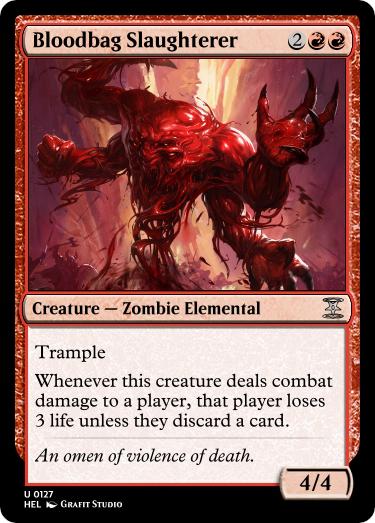 Bloodbag Slaughterer 2
Creature — Zombie Elemental
Trample
Whenever this creature deals combat
damage to a player, that player loses
3 life unless they discard a card.
An omen of violence of death.
4/4
U 0127
HEL Grafit Studio